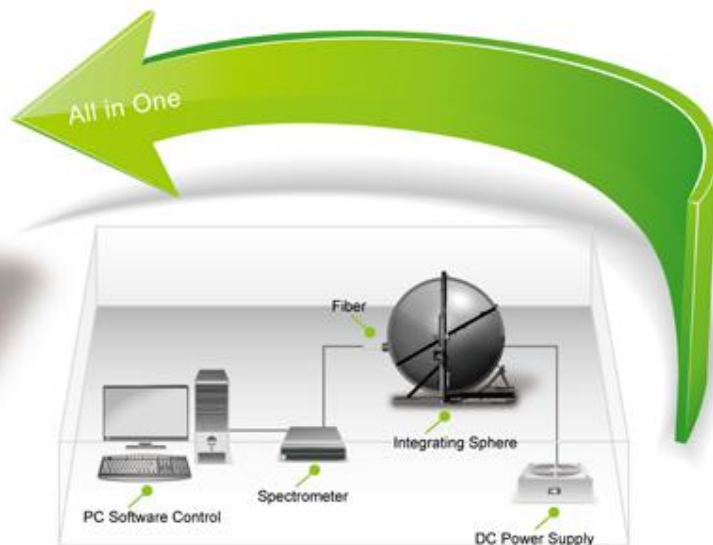 All in One
Fiber
Integrating Sphere
Spectrometer
PC Software Control
DC Power Supply